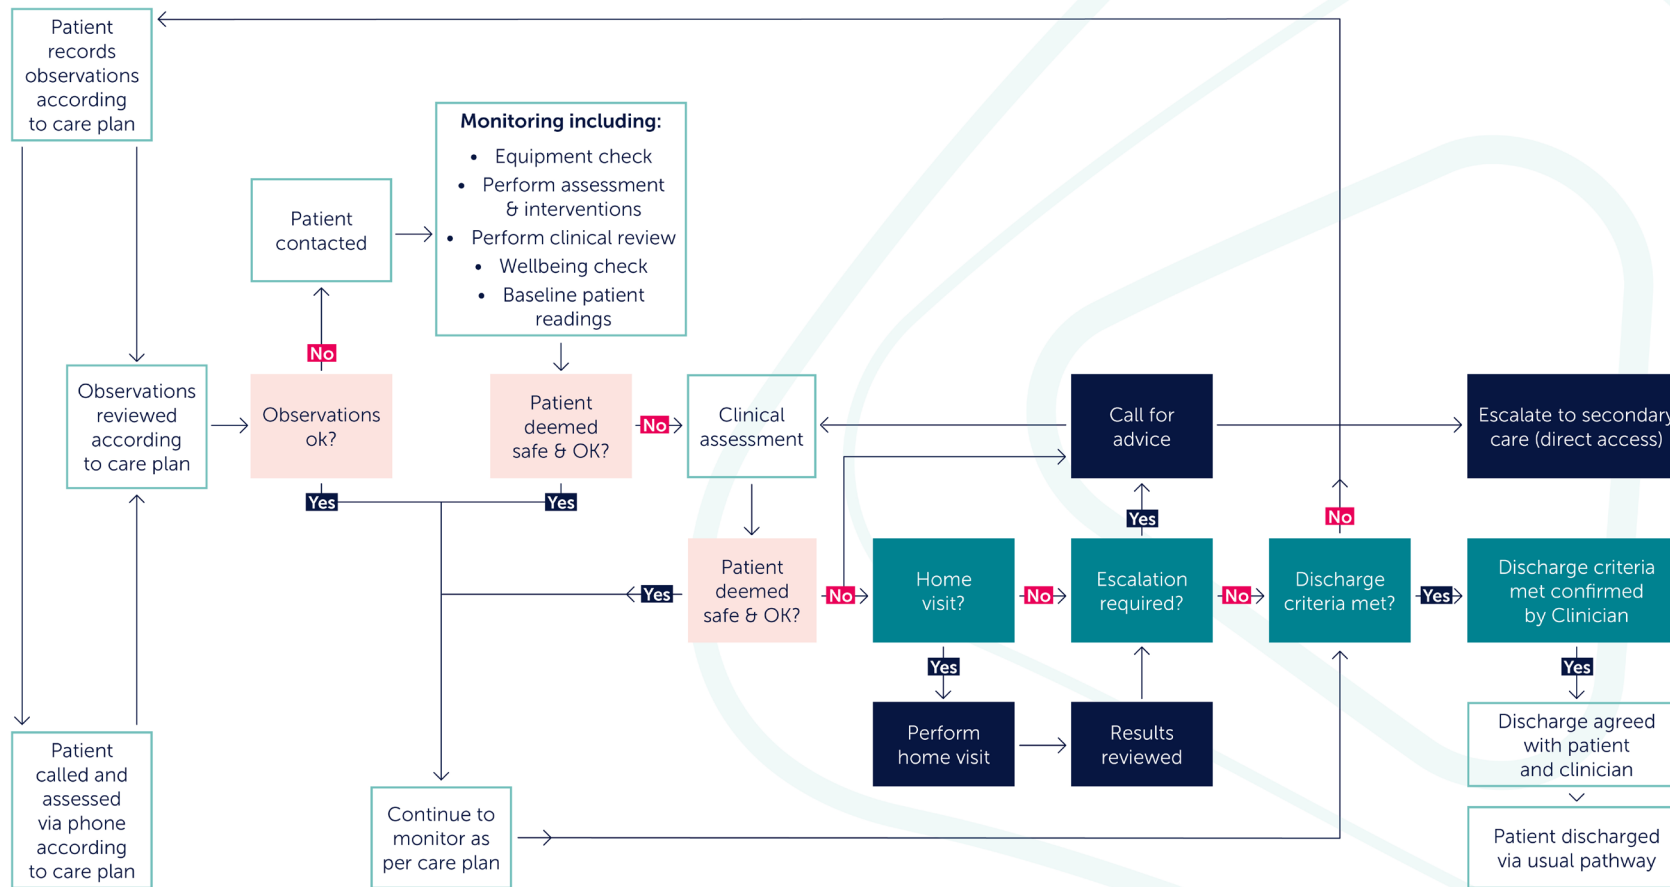 Patient
records
observations
according
to care plan
Monitoring including:
• Equipment check
• Perform assessment
& interventions
• Perform clinical review
• Wellbeing check
• Baseline patient
readings
Patient
contacted
No
Observations
reviewed
according
to care plan
Observations
ok?
Patient
deemed
safe & OK?
No
Clinical
assessment
Call for
advice
Escalate to secondary
care (direct access)
Yes
Yes
Yes
No
Yes
Patient
deemed
safe & OK?
No
Home
visit?
No
Escalation
required?
No
Discharge
criteria met?
Yes
Discharge criteria
met confirmed
by Clinician
Yes
Yes
Perform
home visit
Results
reviewed
Discharge agreed
with patient
and clinician
Patient
called and
assessed
via phone
according
to care plan
Continue to
monitor as
per care plan
Patient discharged
via usual pathway